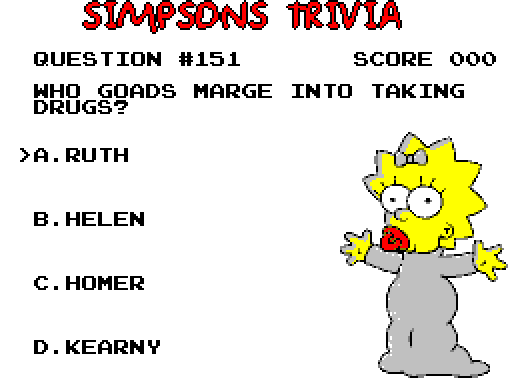 SIMPSONS TRIVIA
QUESTION #151 SCORE 000
WHO GOADS MARGE INTO TAKING
DRUGS?
>A.RUTH
B.HELEN
C.HOMER
D.KEARNY